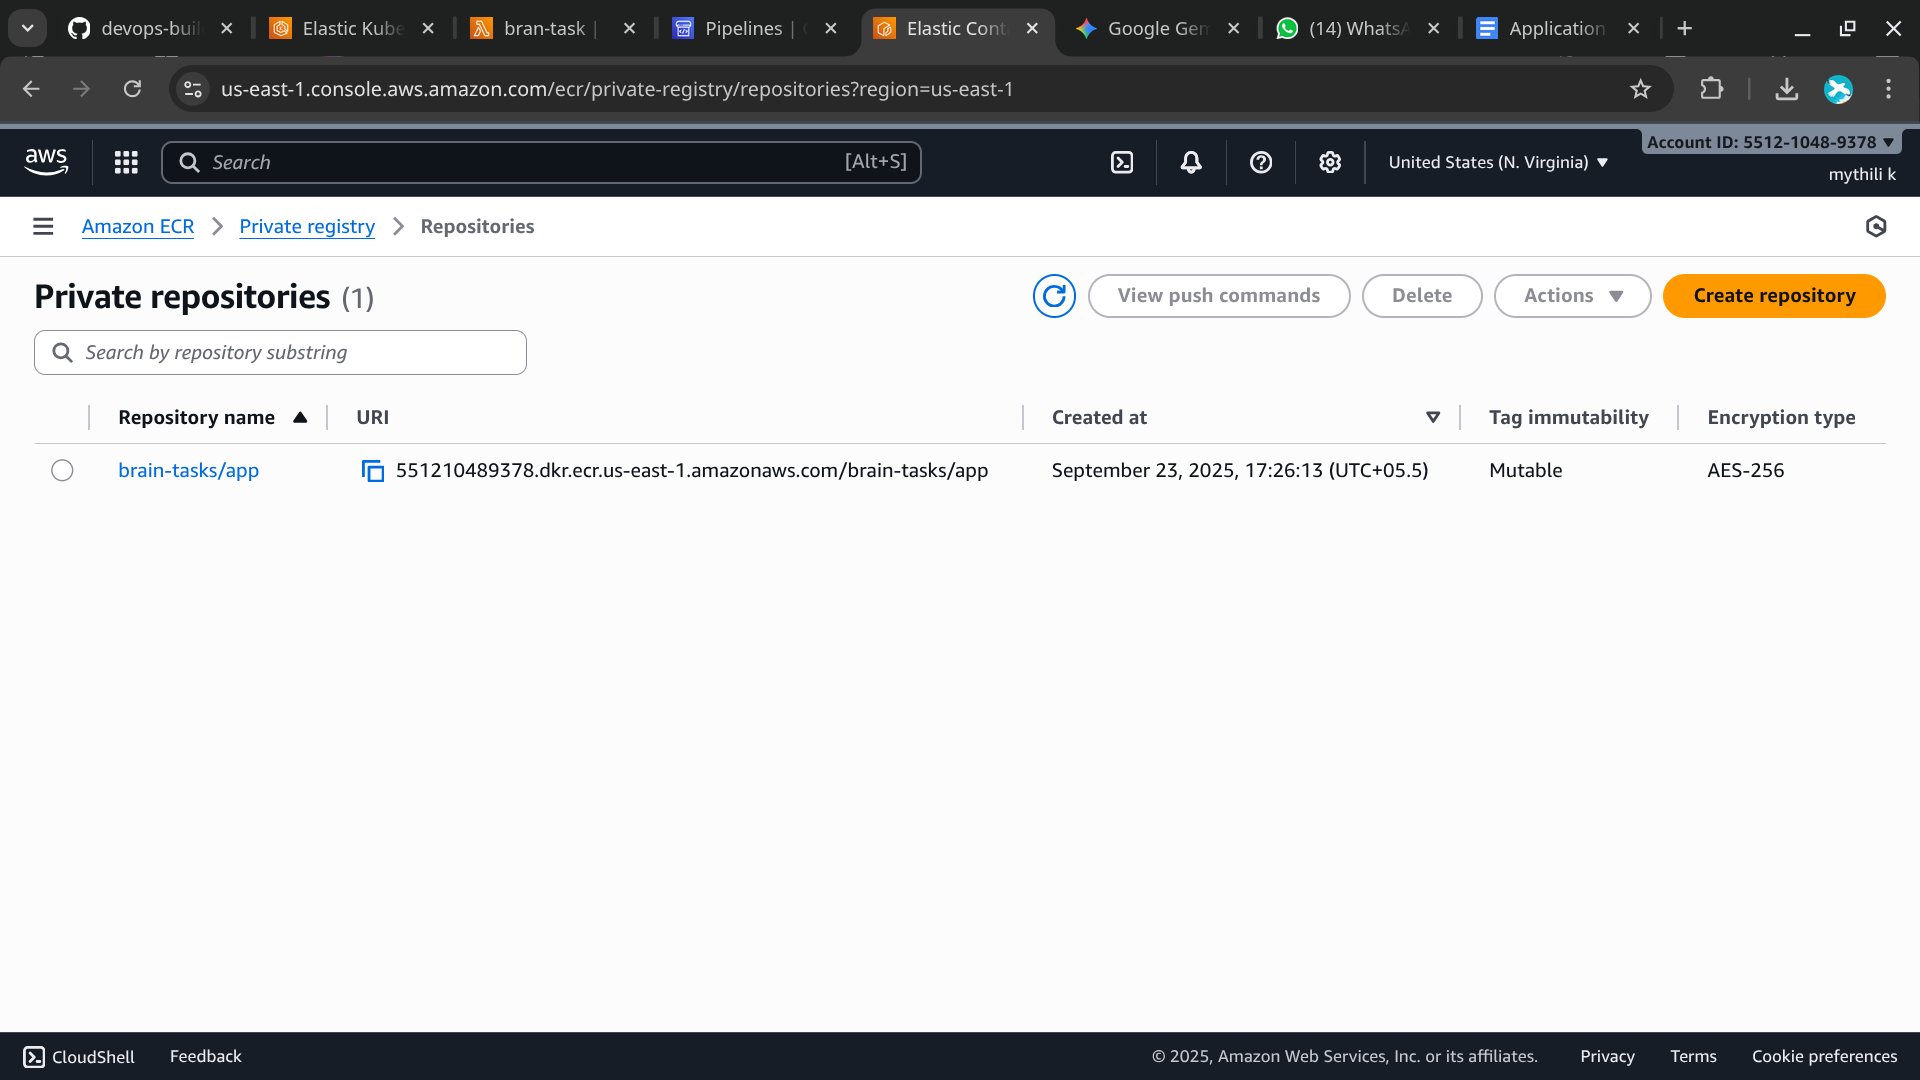 devops-buil
Elastic Kube
bran-task |
Pipelines |
Elastic Cont
Google Gem
(14) WhatsA
Application
us-east-1.console.aws.amazon.com/ecr/private-registry/repositories?region=us-east-1
aws
Search
[Alt+S]
United States (N. Virginia)
Account ID: 5512-1048-9378
mythili k
Amazon ECR
Private registry
Repositories
Private repositories (1)
View push commands
Delete
Actions
Create repository
Search by repository substring
Repository name
URI
Created at
Tag immutability
Encryption type
brain-tasks/app
551210489378.dkr.ecr.us-east-1.amazonaws.com/brain-tasks/app
September 23, 2025, 17:26:13 (UTC+05.5)
Mutable
AES-256
CloudShell
Feedback
© 2025, Amazon Web Services, Inc. or its affiliates.
Privacy
Terms
Cookie preferences